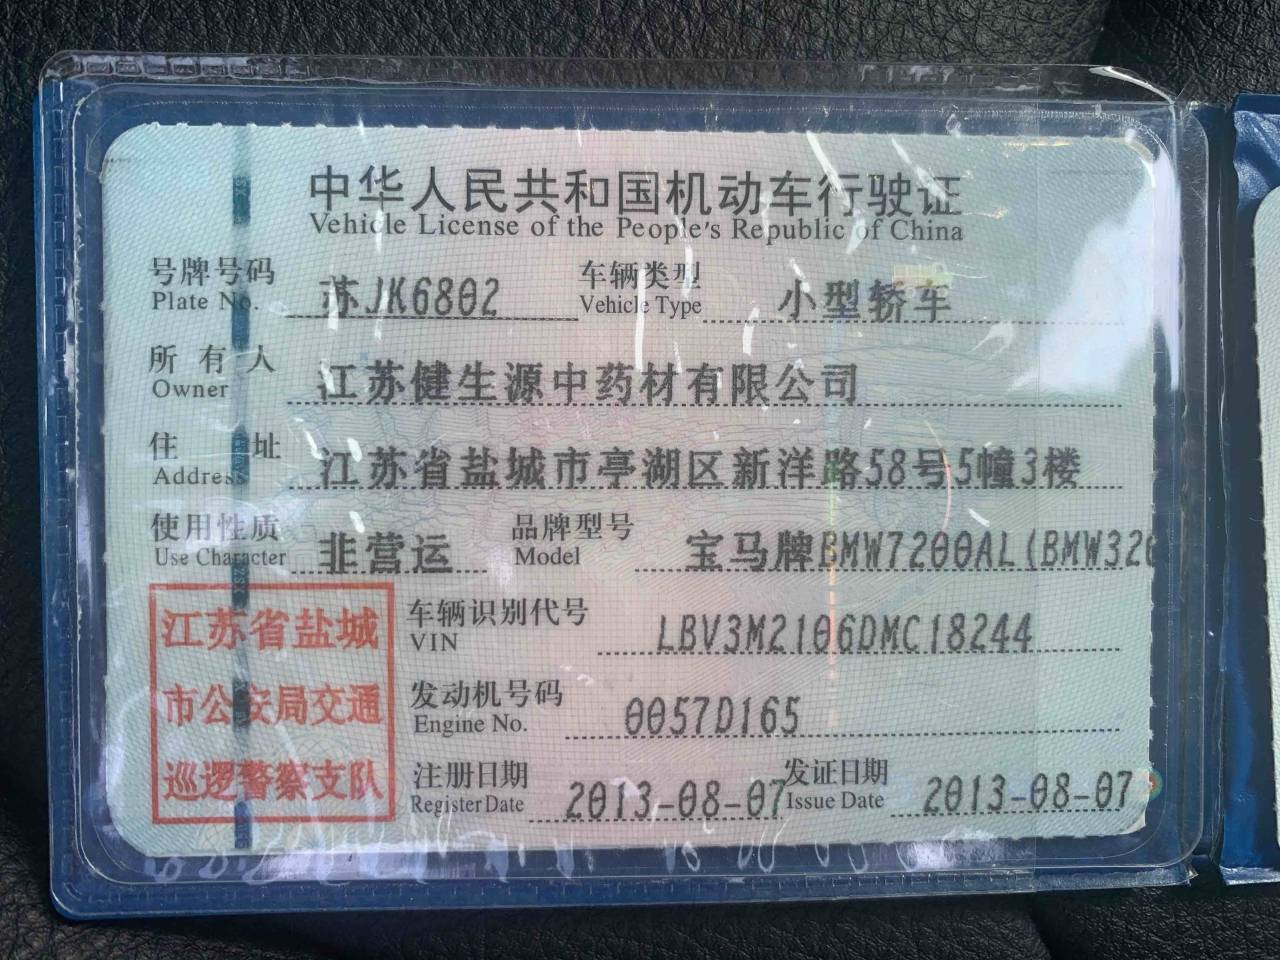 中华人民共和国机动车行驶证
Vehicle License of the People's Republic of China
号牌号码 苏JK6802 车辆类型 小型轿车
Plate No. Vehicle Type
所有人 江苏健生源中药材有限公司
Owner
住址 江苏省盐城市亭湖区新洋路58号5幢3楼
Address
使用性质 非营运 品牌型号 宝马牌BMW7200AL(BMW320
Use Character Model
江苏省盐城
市公安局交通
巡逻警察支队
车辆识别代号 LBV3M2106DMC18244
VIN
发动机号码 0057D165
Engine No.
注册日期 2013-08-07 发证日期 2013-08-07
Register Date Issue Date